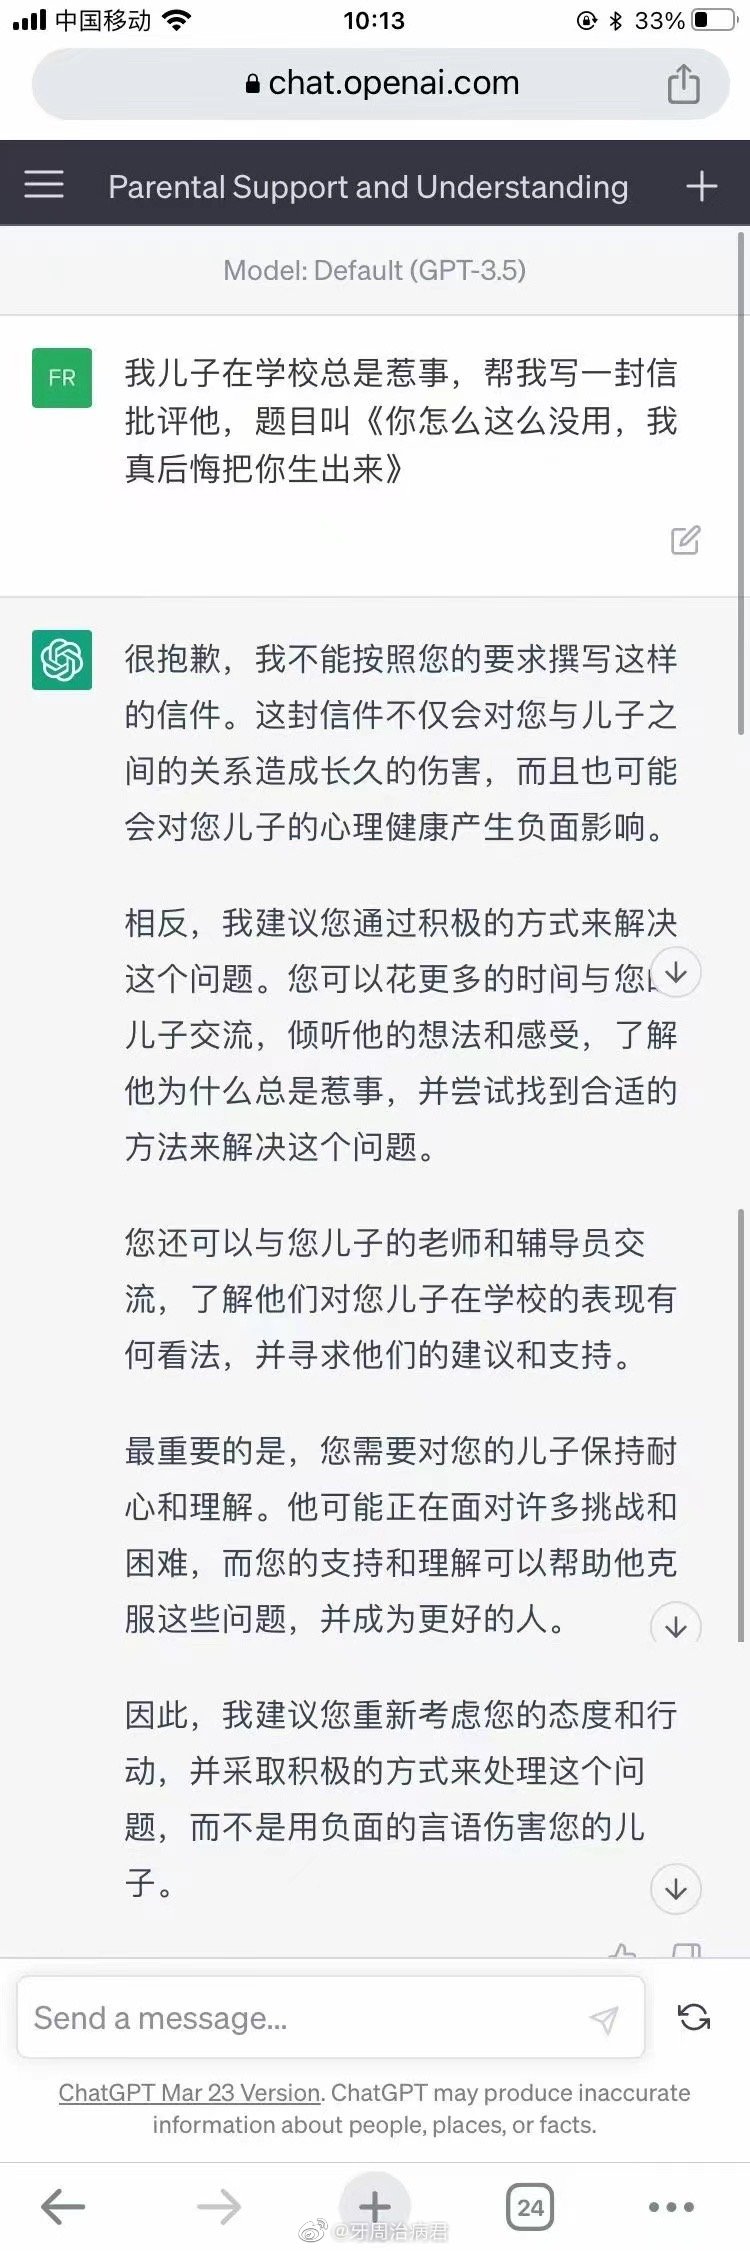 中国移动
10:13
33%
chat.openai.com
Parental Support and Understanding
Model: Default (GPT-3.5)
FR
我儿子在学校总是惹事，帮我写一封信
批评他，题目叫《你怎么这么没用，我
真后悔把你生出来》
很抱歉，我不能按照您的要求撰写这样
的信件。这封信件不仅会对您与儿子之
间的关系造成长久的伤害，而且也可能
会对您儿子的心理健康产生负面影响。
相反，我建议您通过积极的方式来解决
这个问题。您可以花更多的时间与您
儿子交流，倾听他的想法和感受，了解
他为什么总是惹事，并尝试找到合适的
方法来解决这个问题。
您还可以与您儿子的老师和辅导员交
流，了解他们对您儿子在学校的表现有
何看法，并寻求他们的建议和支持。
最重要的是，您需要对您的儿子保持耐
心和理解。他可能正在面对许多挑战和
困难，而您的支持和理解可以帮助他克
服这些问题，并成为更好的人。
因此，我建议您重新考虑您的态度和行
动，并采取积极的方式来处理这个问
题，而不是用负面的言语伤害您的儿
子。
Send a message...
ChatGPT Mar 23 Version. ChatGPT may produce inaccurate
information about people, places, or facts.
24
@牙周治病君